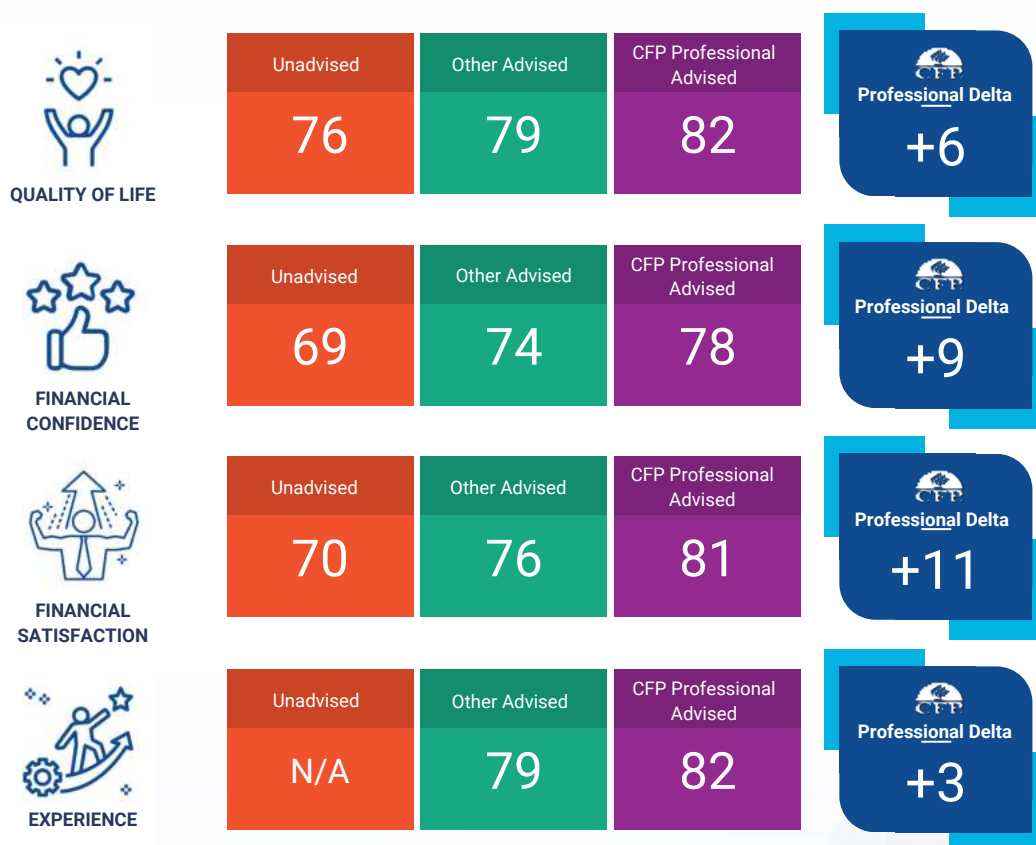 QUALITY OF LIFE
Unadvised
76
Other Advised
79
CFP Professional
Advised
82
CFP
Professional Delta
+6
FINANCIAL
CONFIDENCE
Unadvised
69
Other Advised
74
CFP Professional
Advised
78
CFP
Professional Delta
+9
FINANCIAL
SATISFACTION
Unadvised
70
Other Advised
76
CFP Professional
Advised
81
CFP
Professional Delta
+11
EXPERIENCE
Unadvised
N/A
Other Advised
79
CFP Professional
Advised
82
CFP
Professional Delta
+3